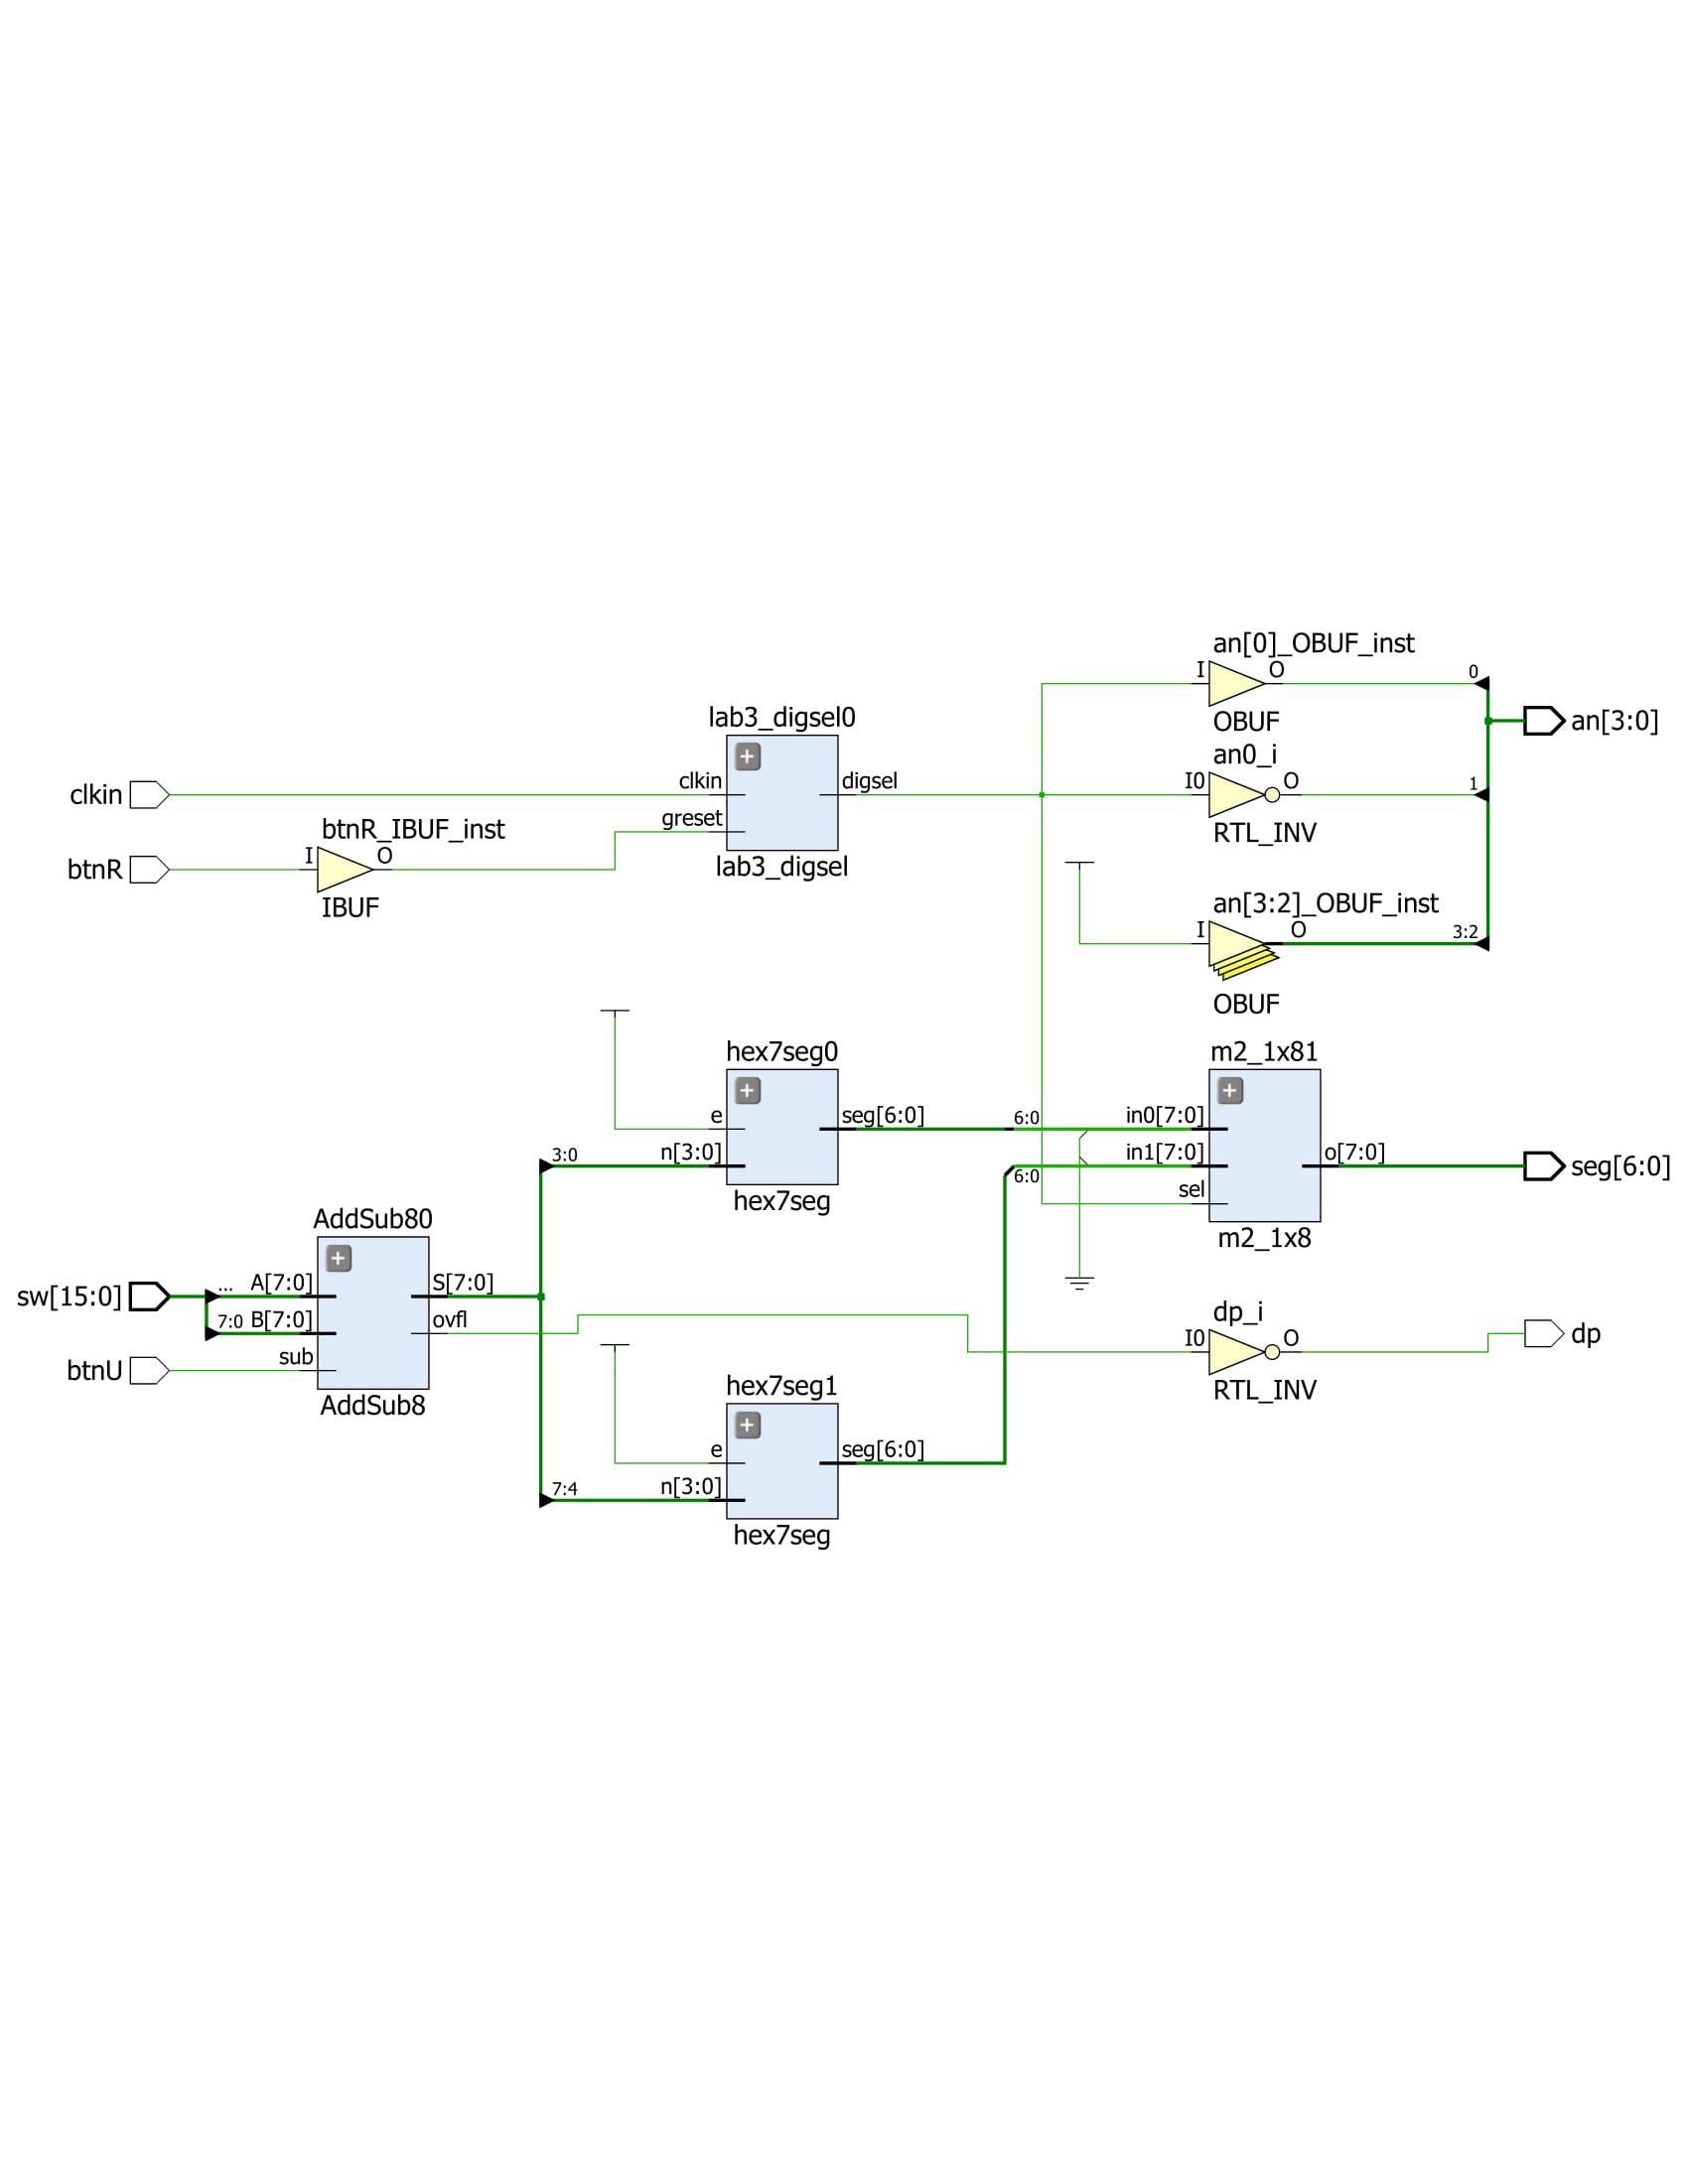 an[0]_OBUF_inst
I
O
0
OBUF
an[3:0]
lab3_digsel0
clkin
clkin
digsel
greset
lab3_digsel
an0_i
I0
O
1
RTL_INV
btnR
btnR_IBUF_inst
I
O
IBUF
an[3:2]_OBUF_inst
I
O
3:2
OBUF
hex7seg0
e
seg[6:0]
n[3:0]
hex7seg
3:0
6:0
6:0
m2_1x81
in0[7:0]
in1[7:0]
sel
o[7:0]
m2_1x8
seg[6:0]
AddSub80
sw[15:0]
...
A[7:0]
S[7:0]
7:0
B[7:0]
ovfl
btnU
sub
AddSub8
dp_i
I0
O
dp
RTL_INV
hex7seg1
e
seg[6:0]
7:4
n[3:0]
hex7seg